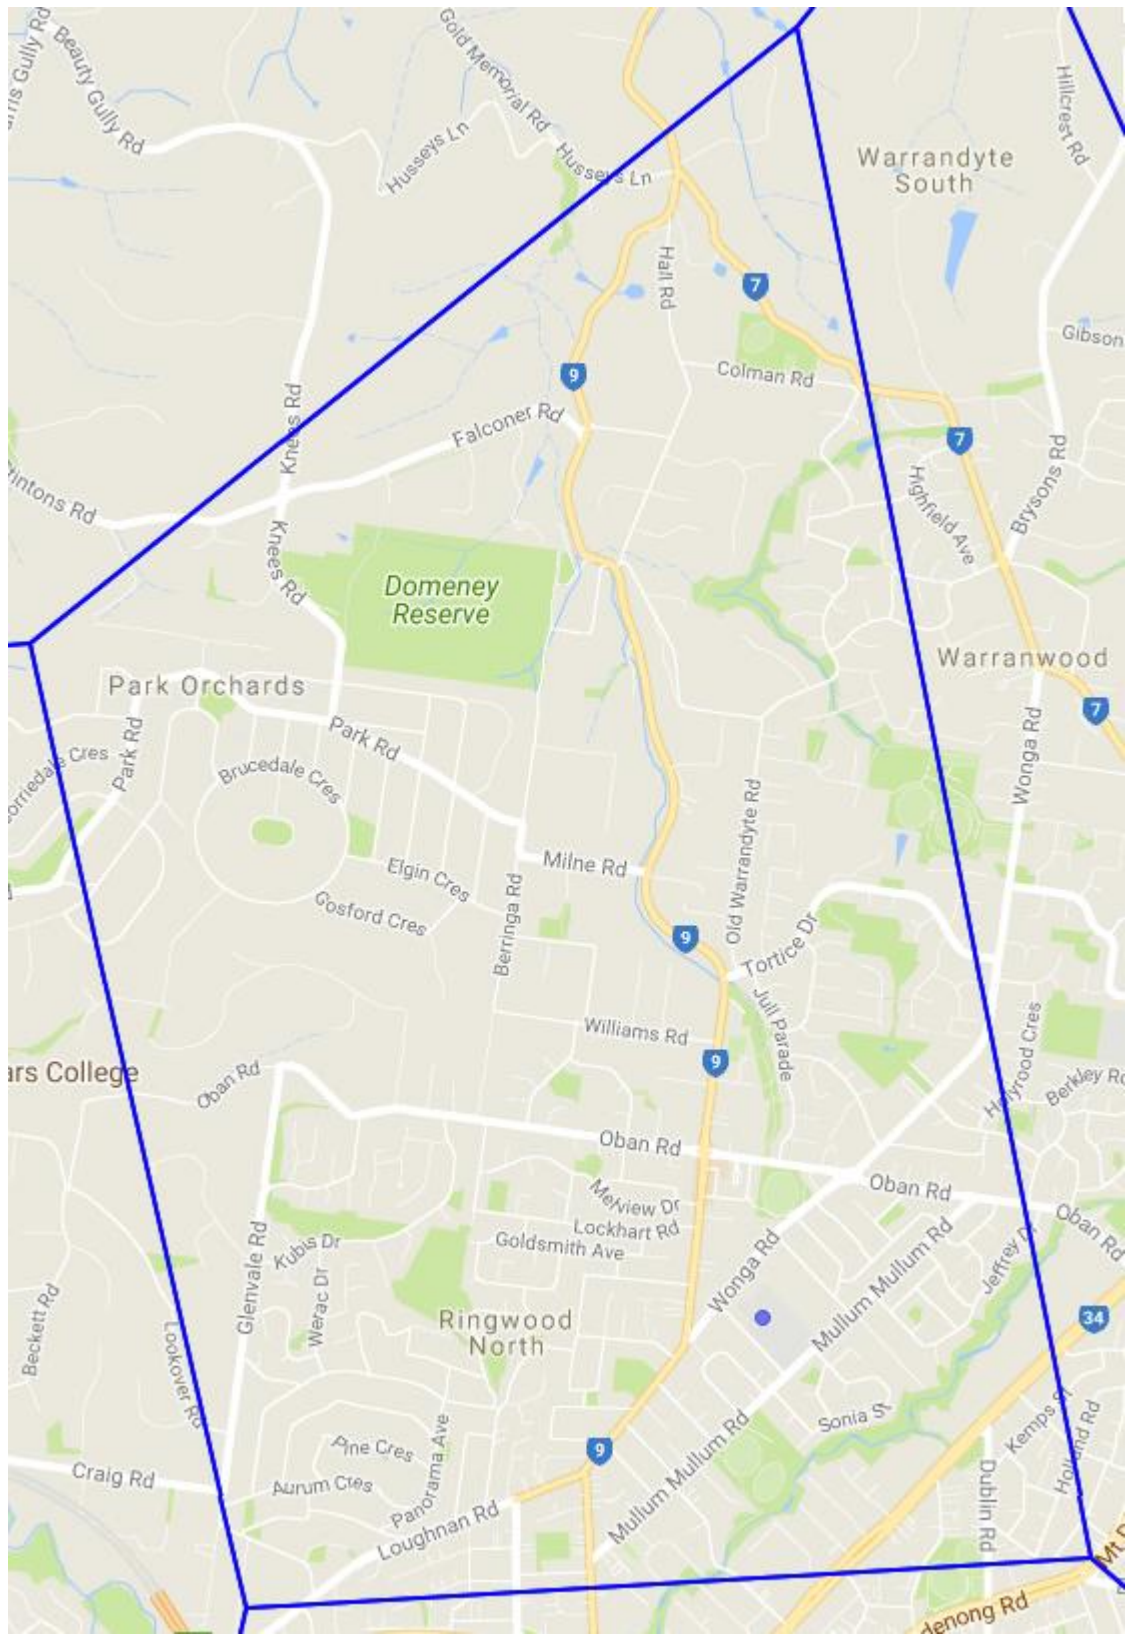 Beauty Gully Rd
Gold Memorial Rd
Husseys Ln
Husseys Ln
Hillcrest Rd
Warrandyte
South
Hall Rd
7
Gibson
9
Colman Rd
Knees Rd
Falconer Rd
7
Brysons Rd
Highfield Ave
Knees Rd
Domeney
Reserve
Warranwood
Park Orchards
7
Park Rd
Park Rd
Wonga Rd
Brucedale Cres
Old Warrandyte Rd
Milne Rd
Elgin Cres
Gosford Cres
Berringa Rd
9
Tortice Dr
Jull Parade
Williams Rd
9
Holyrood Cres
Berkley Rd
ars College
Oban Rd
Oban Rd
Oban Rd
Oban Rd
Melview Dr
Lockhart Rd
Goldsmith Ave
Kubis Dr
Werac Dr
Glenvale Rd
Wonga Rd
Mullum Mullum Rd
Jeffrey Dr
Beckett Rd
Lookover Rd
Ringwood
North
34
Sonia St
Kemps St
Holland Rd
Pine Cres
Aurum Cres
Panorama Ave
9
Craig Rd
Loughnan Rd
Mullum Mullum Rd
Dublin Rd
denong Rd